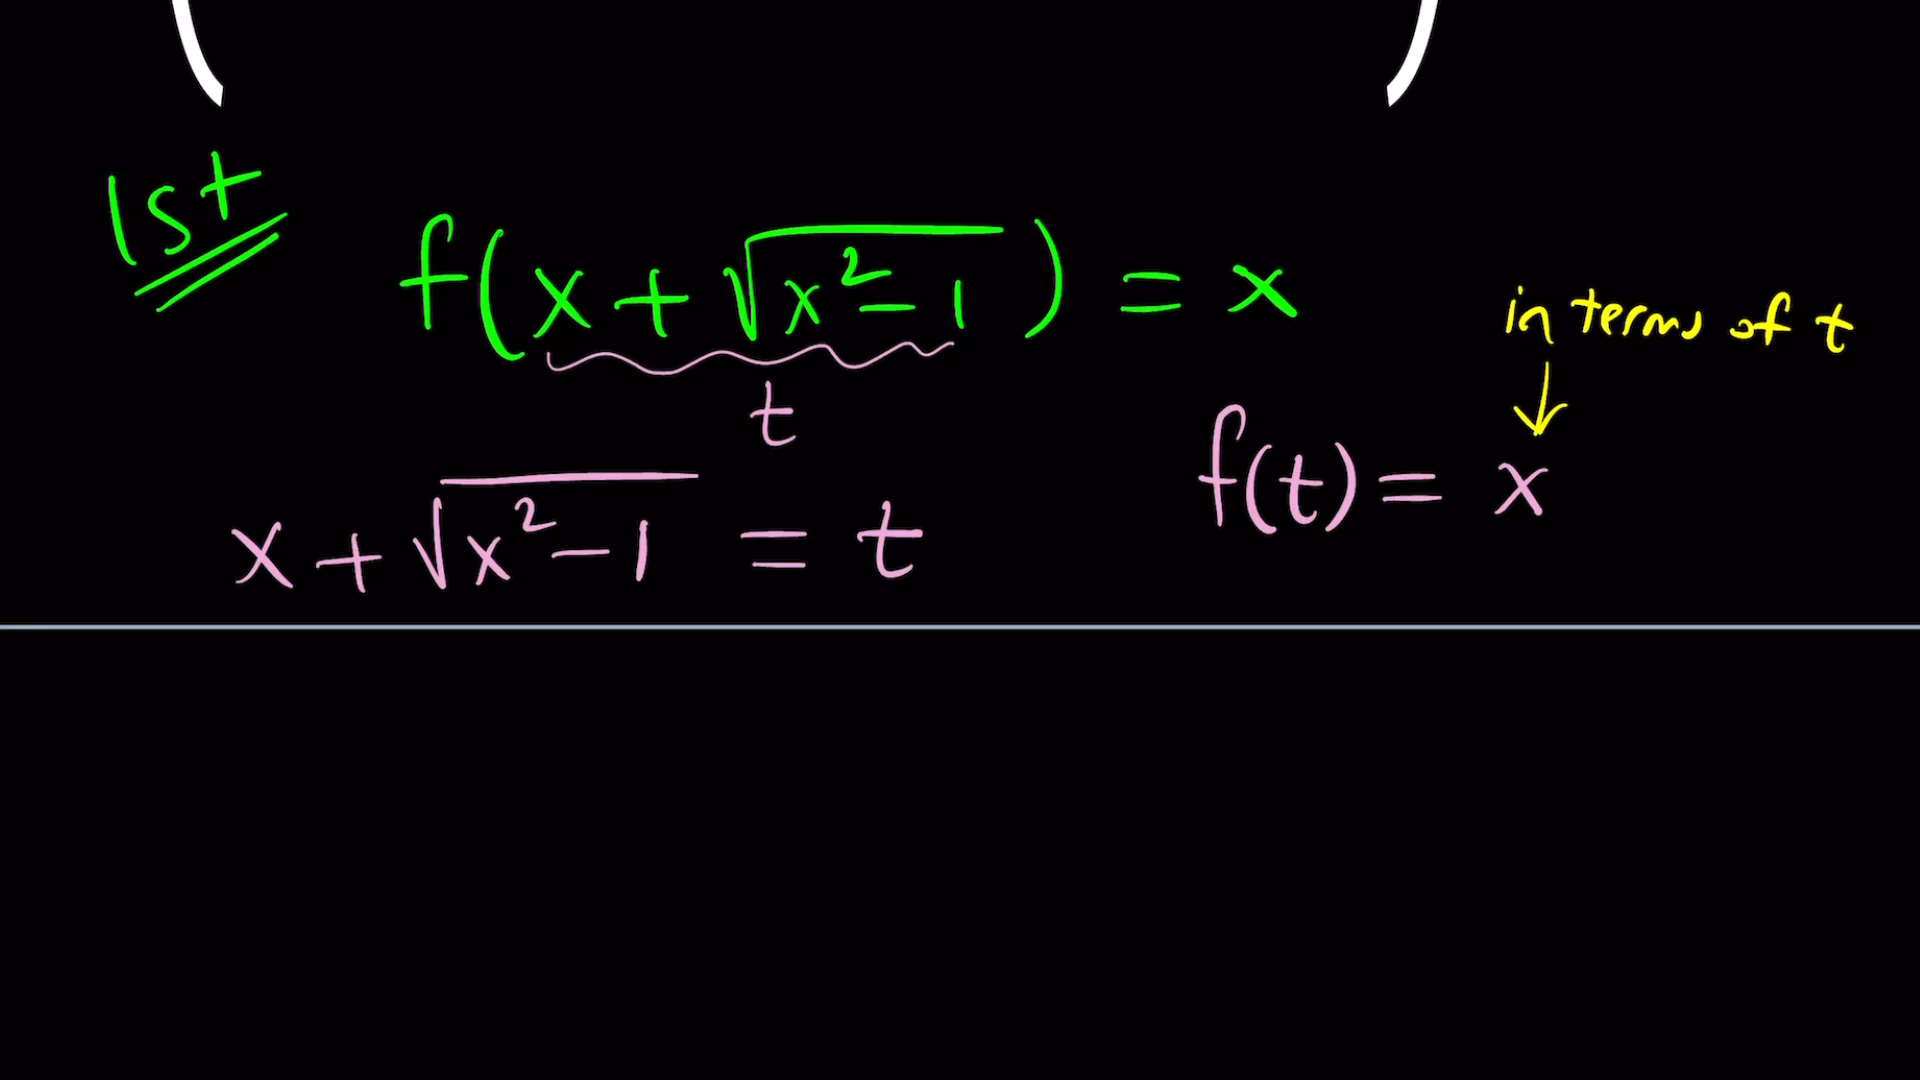 1st
f(x + √(x² - 1)) = x
in terms of t
t
f(t) = x
x + √(x² - 1) = t